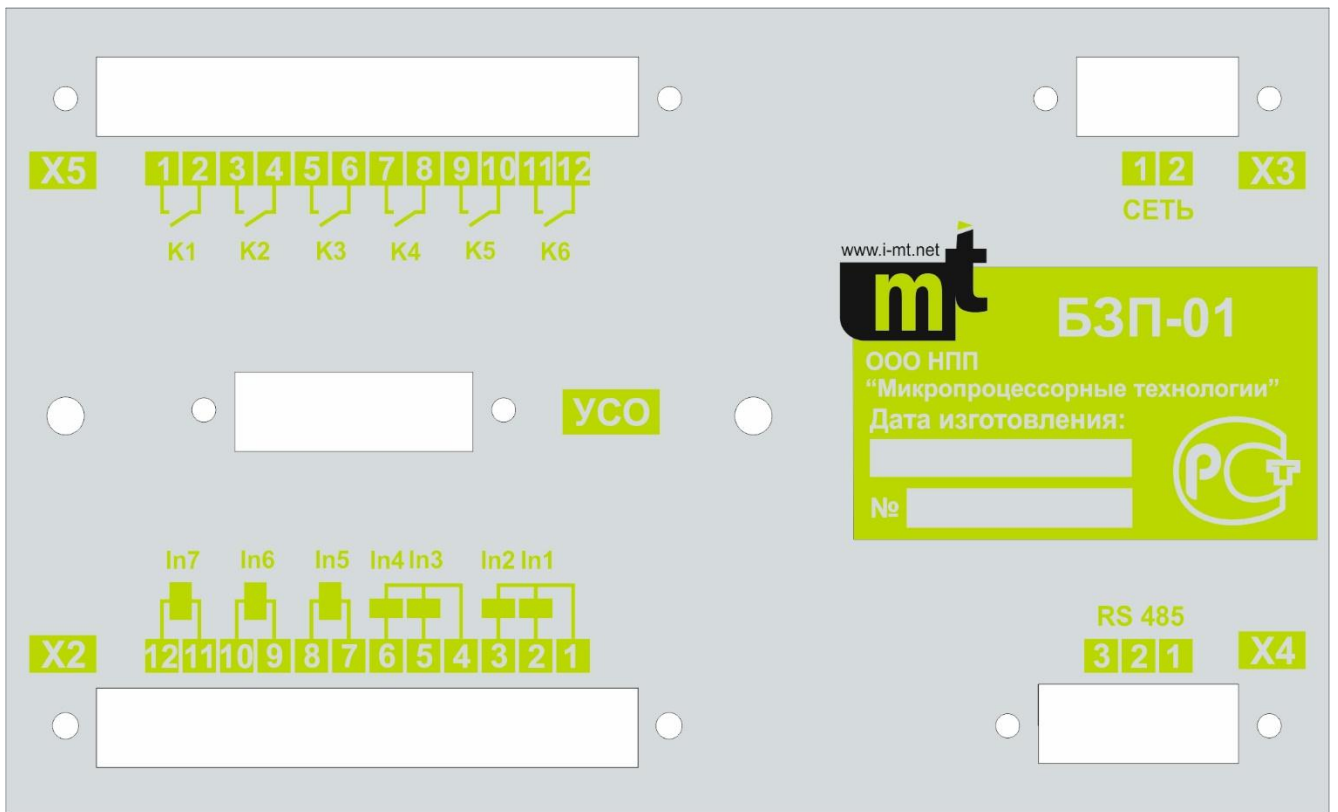 X5
1 2 3 4 5 6 7 8 9 10 11 12
K1 K2 K3 K4 K5 K6
1 2
X3
СЕТЬ
www.i-mt.net
mt
БЗП-01
ООО НПП
“Микропроцессорные технологии”
Дата изготовления:
№
РСТ
УСО
In7 In6 In5 In4 In3 In2 In1
X2
12 11 10 9 8 7 6 5 4 3 2 1
RS 485
3 2 1
X4